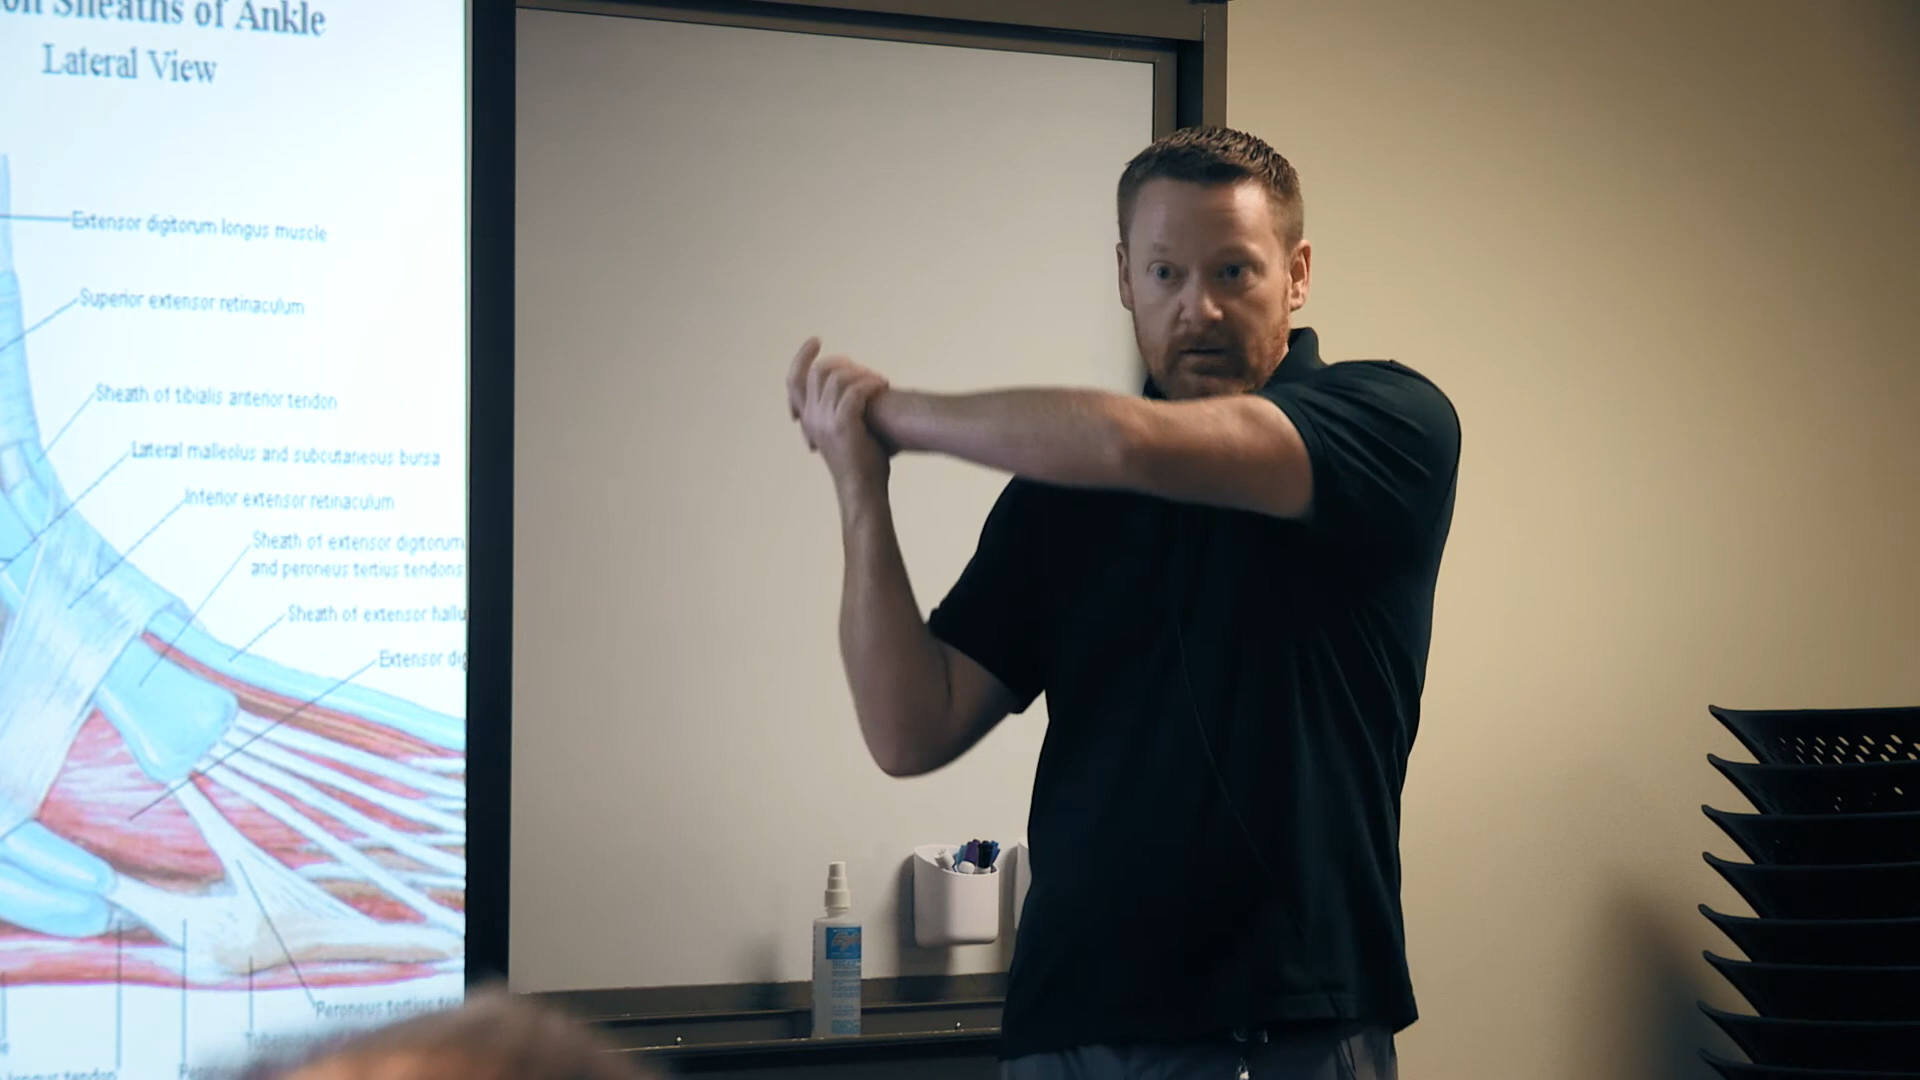 Sheaths of Ankle
Lateral View
Extensor digitorum longus muscle
Superior extensor retinaculum
Sheath of tibialis anterior tendon
Lateral malleolus and subcutaneous bursa
Inferior extensor retinaculum
Sheath of extensor digitorum
and peroneus tertius tendons
Sheath of extensor hallu
Extensor dig
Peroneus tertius ten
longus tendon